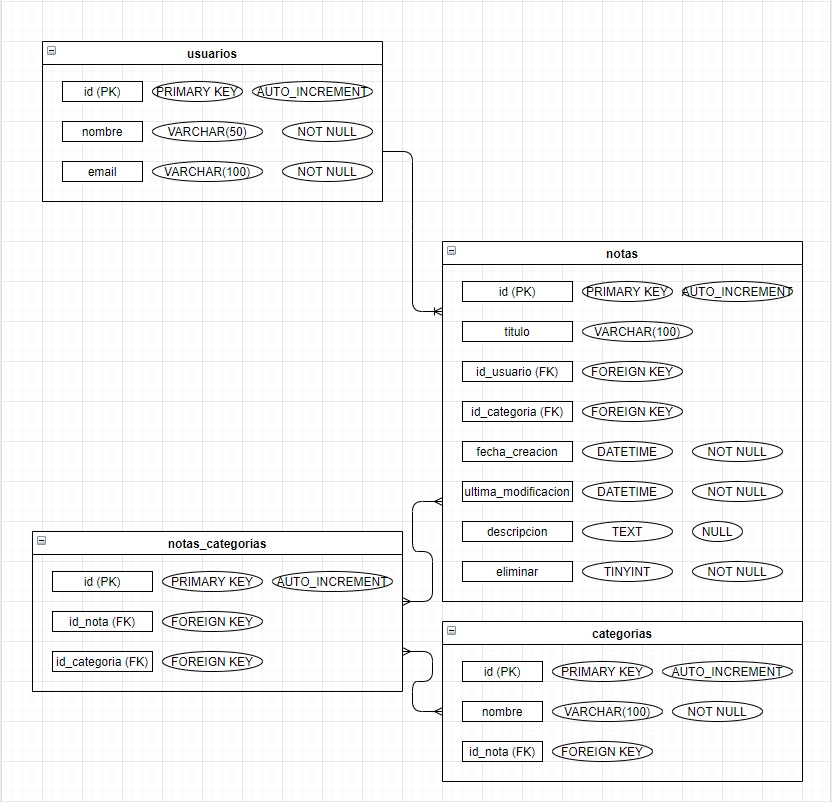 usuarios
id (PK) PRIMARY KEY AUTO_INCREMENT
nombre VARCHAR(50) NOT NULL
email VARCHAR(100) NOT NULL
notas
id (PK) PRIMARY KEY AUTO_INCREMENT
titulo VARCHAR(100)
id_usuario (FK) FOREIGN KEY
id_categoria (FK) FOREIGN KEY
fecha_creacion DATETIME NOT NULL
ultima_modificacion DATETIME NOT NULL
descripcion TEXT NULL
eliminar TINYINT NOT NULL
notas_categorias
id (PK) PRIMARY KEY AUTO_INCREMENT
id_nota (FK) FOREIGN KEY
id_categoria (FK) FOREIGN KEY
categorias
id (PK) PRIMARY KEY AUTO_INCREMENT
nombre VARCHAR(100) NOT NULL
id_nota (FK) FOREIGN KEY